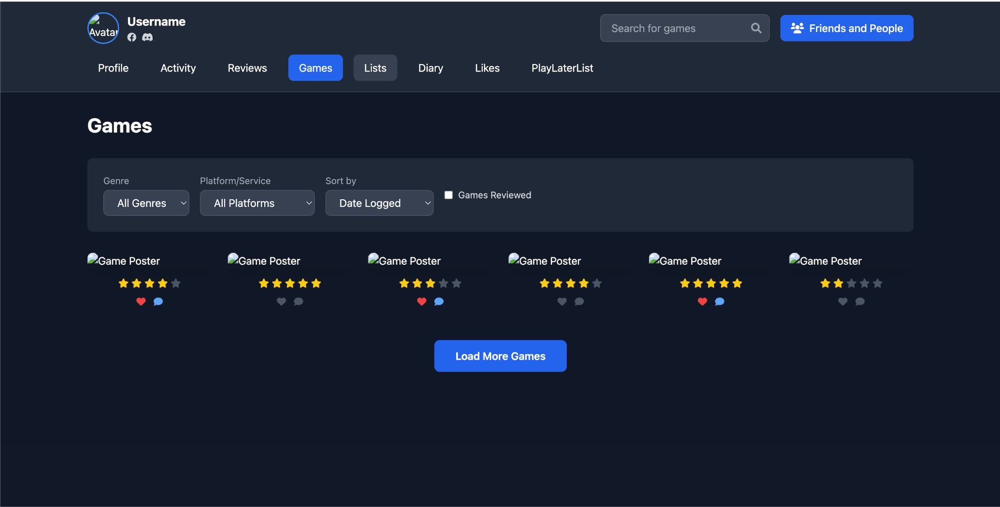 Avatar
Username
Search for games
Friends and People
Profile
Activity
Reviews
Games
Lists
Diary
Likes
PlayLaterList
Games
Genre
Platform/Service
Sort by
All Genres
All Platforms
Date Logged
Games Reviewed
Game Poster
Game Poster
Game Poster
Game Poster
Game Poster
Game Poster
Load More Games